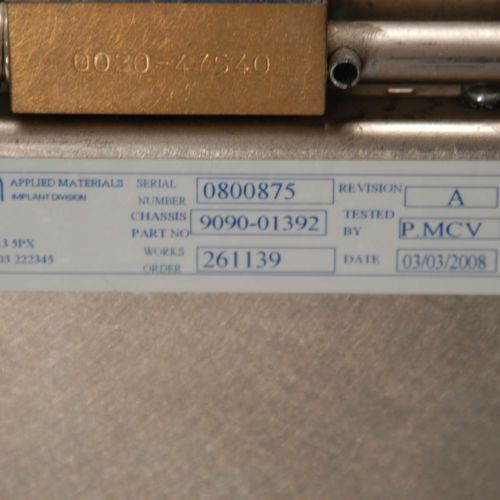 0020-47540
APPLIED MATERIALS
IMPLANT DIVISION
SERIAL NUMBER 0800875 REVISION A
CHASSIS PART NO 9090-01392 TESTED BY P.MCV
3 5PX
03 222345
WORKS ORDER 261139 DATE 03/03/2008